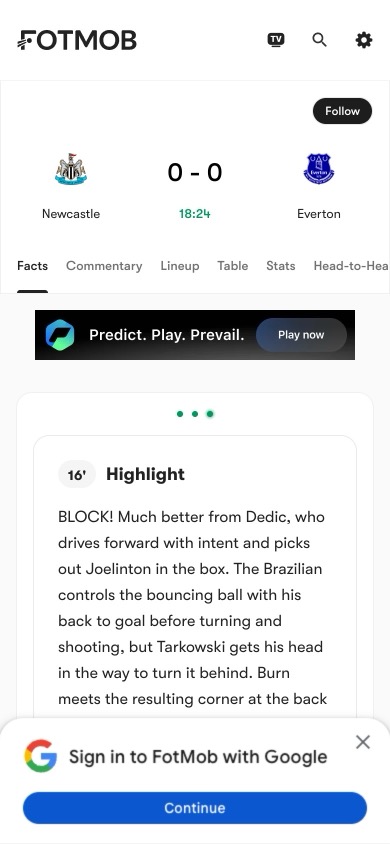 FOTMOB
TV
Follow
0 - 0
Newcastle
18:24
Everton
Facts Commentary Lineup Table Stats Head-to-Hea
Predict. Play. Prevail. Play now
16' Highlight
BLOCK! Much better from Dedic, who
drives forward with intent and picks
out Joelinton in the box. The Brazilian
controls the bouncing ball with his
back to goal before turning and
shooting, but Tarkowski gets his head
in the way to turn it behind. Burn
meets the resulting corner at the back
Sign in to FotMob with Google
Continue